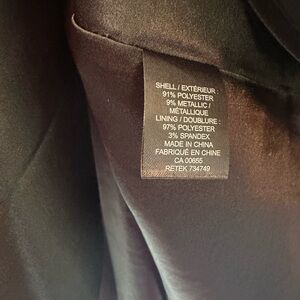 SHELL / EXTÉRIEUR :
91% POLYESTER
9% METALLIC /
MÉTALLIQUE
LINING / DOUBLURE :
97% POLYESTER
3% SPANDEX
MADE IN CHINA
FABRIQUÉ EN CHINE
CA 00655
RETEK 734749